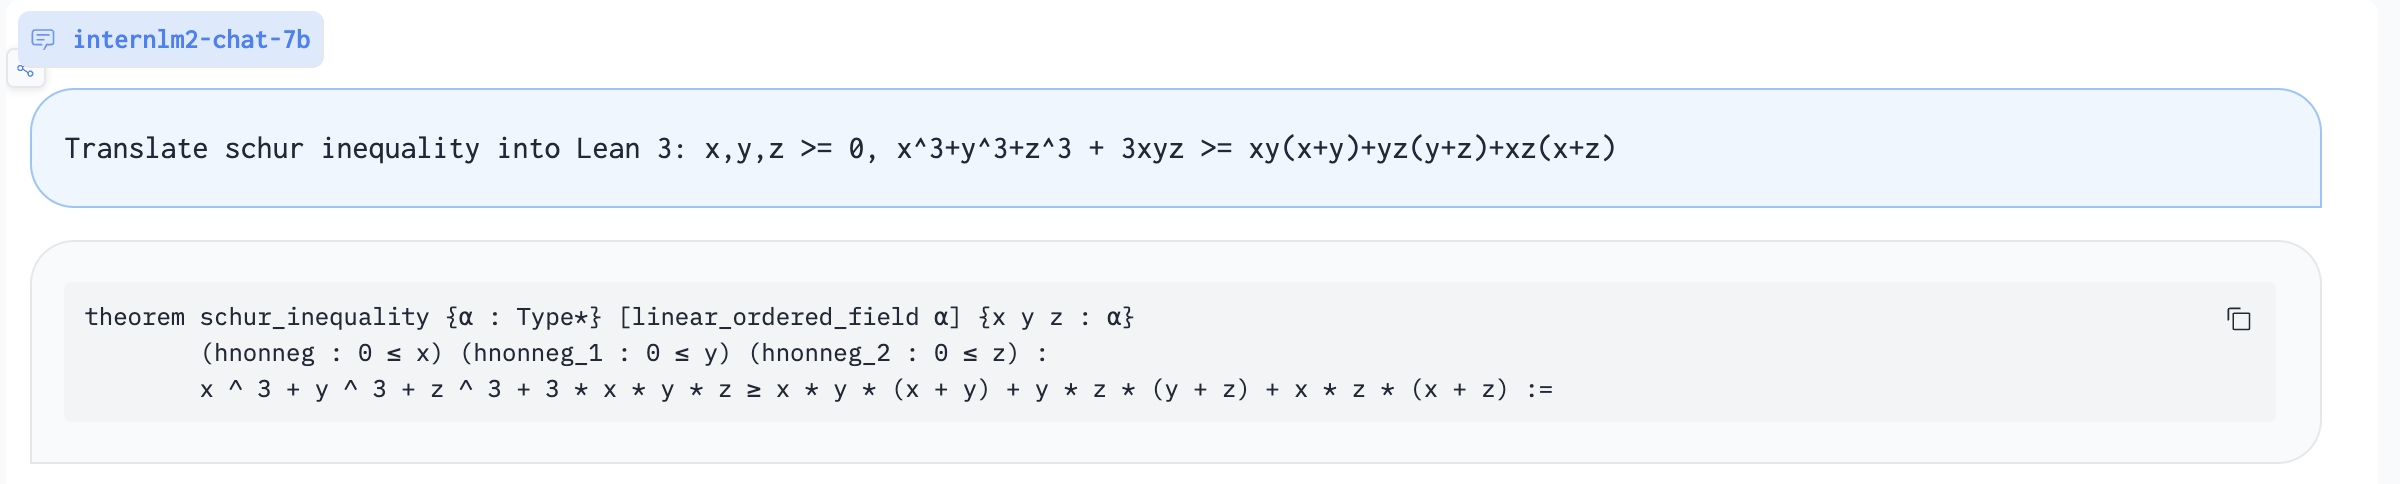 internlm2-chat-7b
Translate schur inequality into Lean 3: x,y,z >= 0, x^3+y^3+z^3 + 3xyz >= xy(x+y)+yz(y+z)+xz(x+z)
theorem schur_inequality {α : Type*} [linear_ordered_field α] {x y z : α}
(hnonneg : 0 ≤ x) (hnonneg_1 : 0 ≤ y) (hnonneg_2 : 0 ≤ z) :
x ^ 3 + y ^ 3 + z ^ 3 + 3 * x * y * z ≥ x * y * (x + y) + y * z * (y + z) + x * z * (x + z) :=